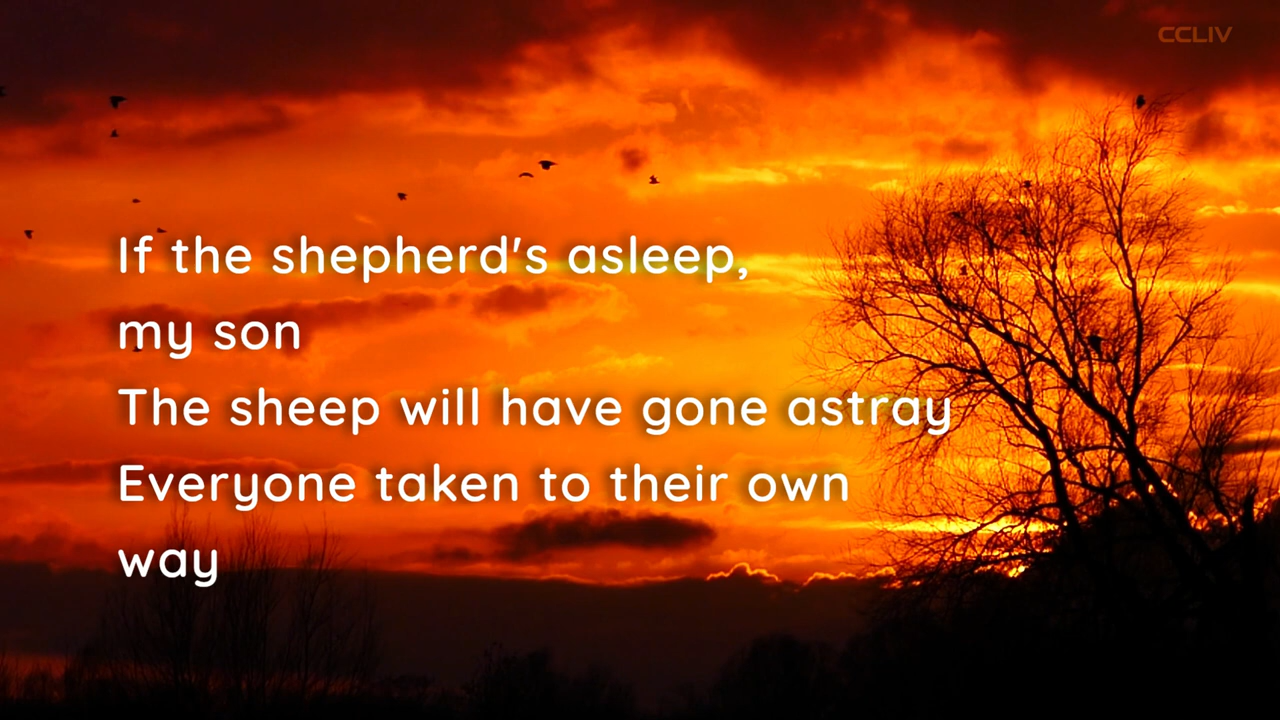 CCLIV
If the shepherd's asleep,
my son
The sheep will have gone astray
Everyone taken to their own
way